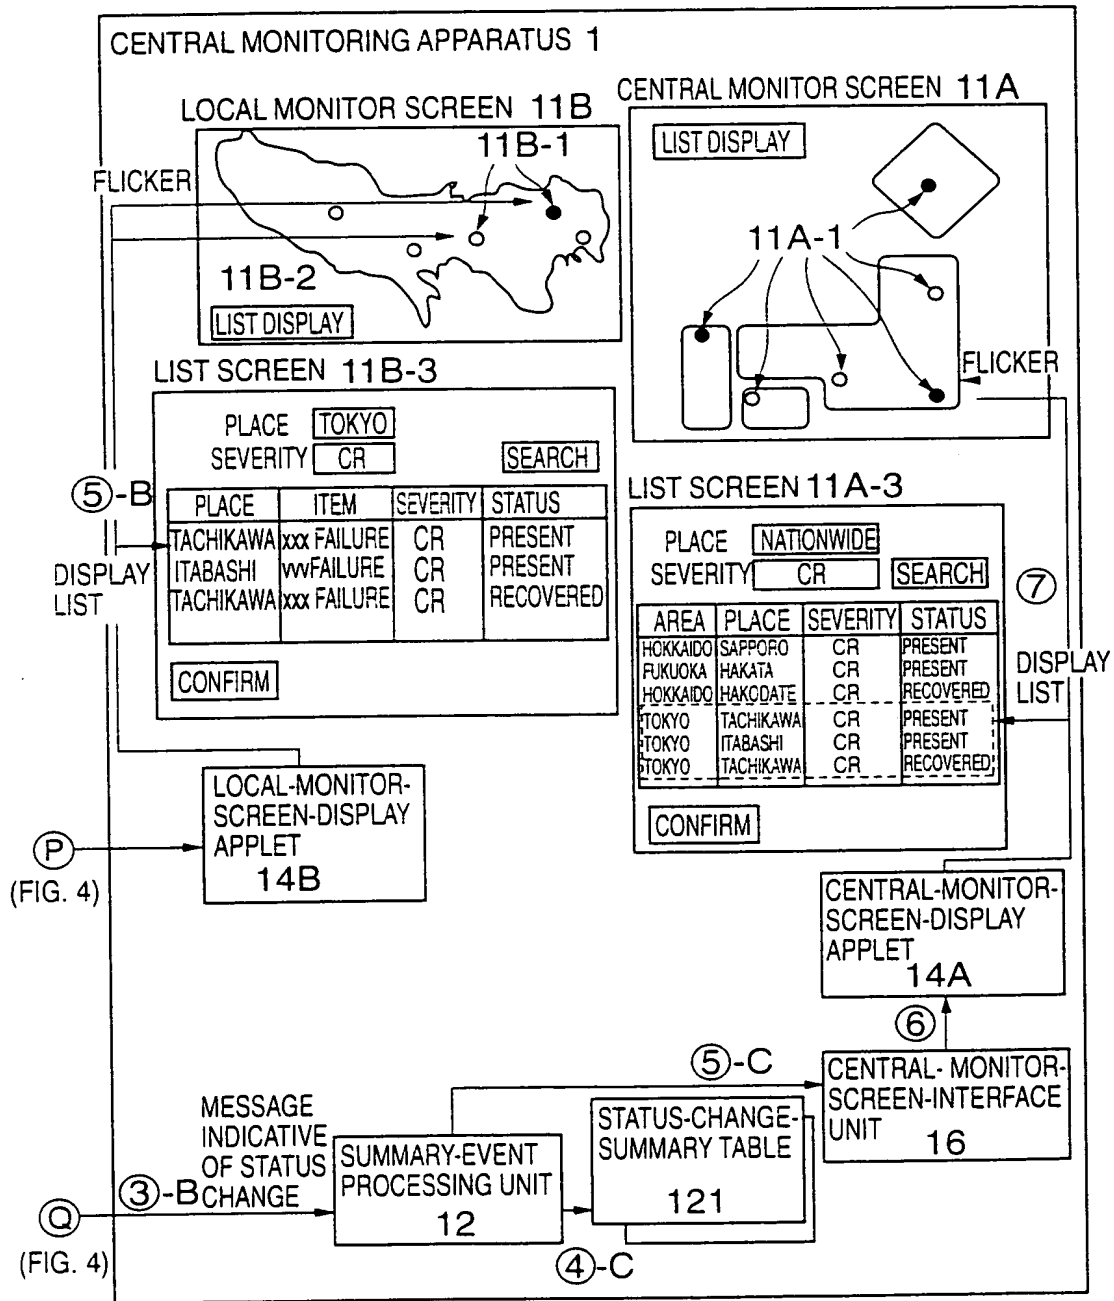 CENTRAL MONITORING APPARATUS 1
LOCAL MONITOR SCREEN 11B
11B-1
FLICKER
11B-2
LIST DISPLAY
CENTRAL MONITOR SCREEN 11A
LIST DISPLAY
11A-1
FLICKER
LIST SCREEN 11B-3
PLACE TOKYO
SEVERITY CR SEARCH
PLACE ITEM SEVERITY STATUS
TACHIKAWA xxx FAILURE CR PRESENT
ITABASHI vvvFAILURE CR PRESENT
TACHIKAWA xxx FAILURE CR RECOVERED
CONFIRM
⑤-B
DISPLAY
LIST
LIST SCREEN 11A-3
PLACE NATIONWIDE
SEVERITY CR SEARCH
AREA PLACE SEVERITY STATUS
HOKKAIDO SAPPORO CR PRESENT
FUKUOKA HAKATA CR PRESENT
HOKKAIDO HAKODATE CR RECOVERED
TOKYO TACHIKAWA CR PRESENT
TOKYO ITABASHI CR PRESENT
TOKYO TACHIKAWA CR RECOVERED
CONFIRM
⑦
DISPLAY
LIST
LOCAL-MONITOR-
SCREEN-DISPLAY
APPLET
14B
P
(FIG. 4)
CENTRAL-MONITOR-
SCREEN-DISPLAY
APPLET
14A
⑥
⑤-C
CENTRAL- MONITOR-
SCREEN-INTERFACE
UNIT
16
MESSAGE
INDICATIVE
OF STATUS
CHANGE
③-B
SUMMARY-EVENT
PROCESSING UNIT
12
STATUS-CHANGE-
SUMMARY TABLE
121
④-C
Q
(FIG. 4)